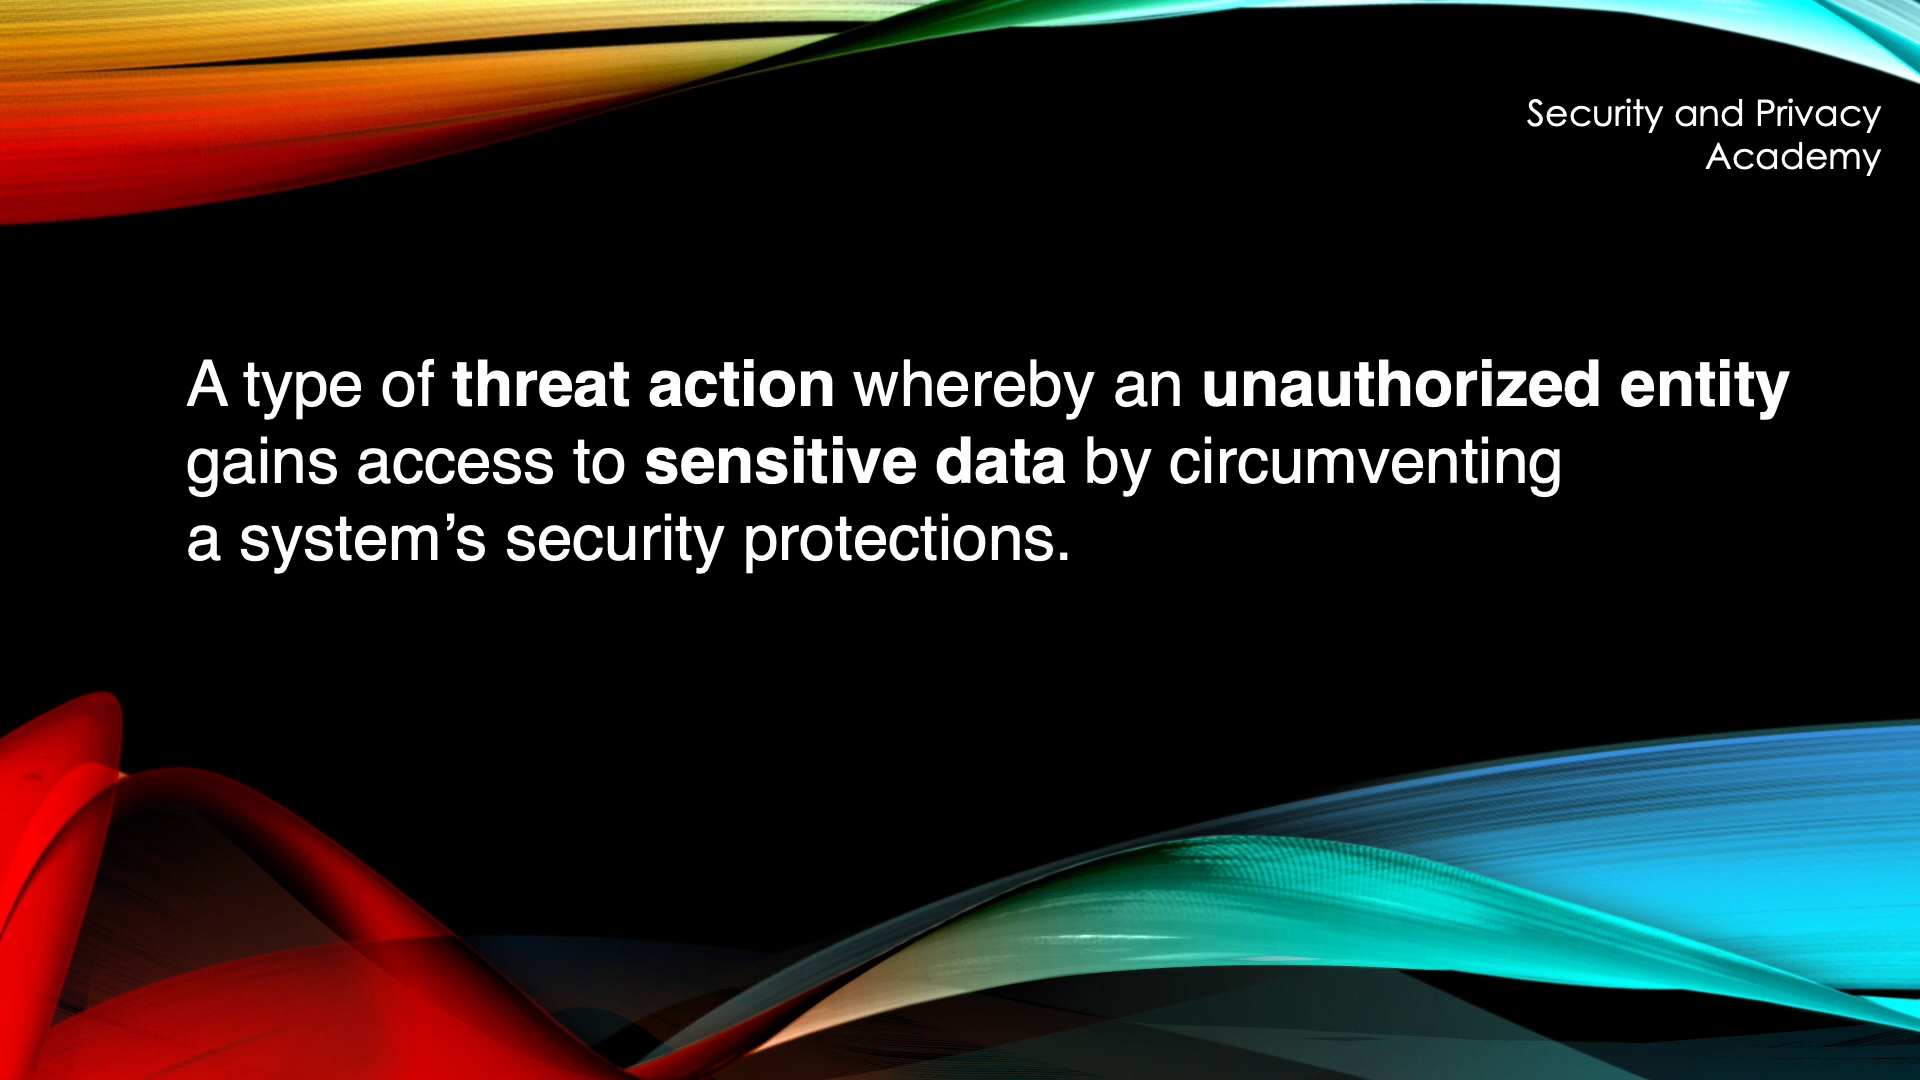 Security and Privacy
Academy
A type of threat action whereby an unauthorized entity
gains access to sensitive data by circumventing
a system’s security protections.